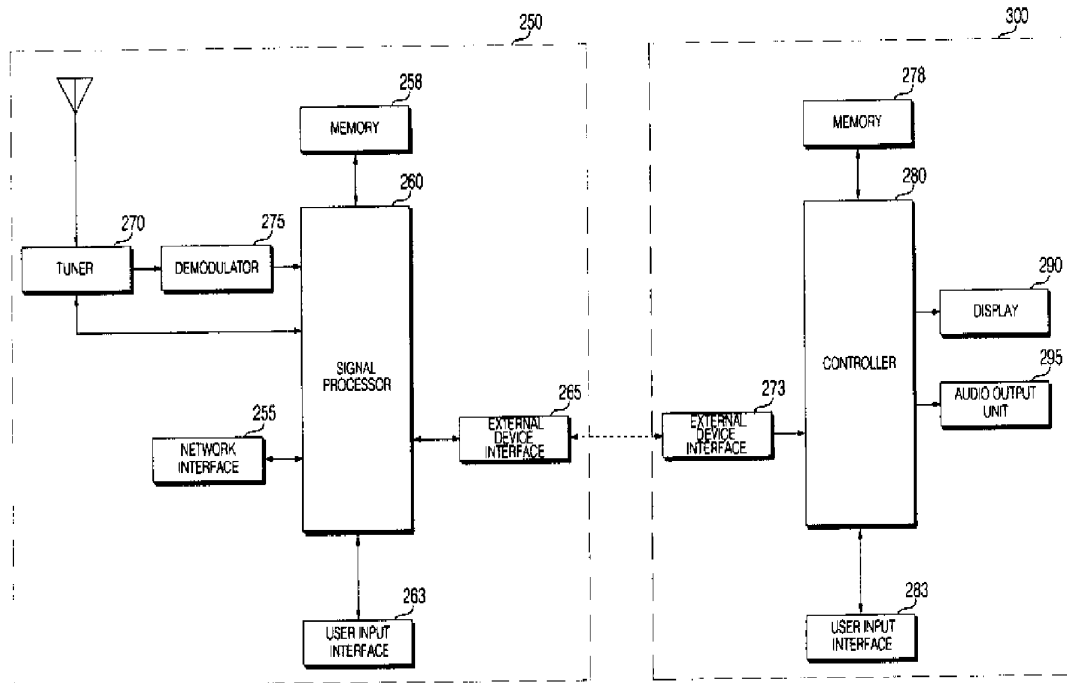 250
300
258
MEMORY
278
MEMORY
260
280
270
TUNER
275
DEMODULATOR
290
DISPLAY
SIGNAL
PROCESSOR
CONTROLLER
295
AUDIO OUTPUT
UNIT
255
NETWORK
INTERFACE
265
EXTERNAL
DEVICE
INTERFACE
273
EXTERNAL
DEVICE
INTERFACE
263
USER INPUT
INTERFACE
283
USER INPUT
INTERFACE